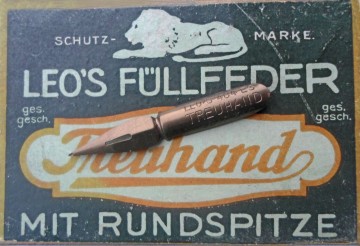 SCHUTZ- MARKE.
LEO'S FÜLLFEDER
ges. gesch. ges. gesch.
TREUHAND
Treuhand
MIT RUNDSPITZE